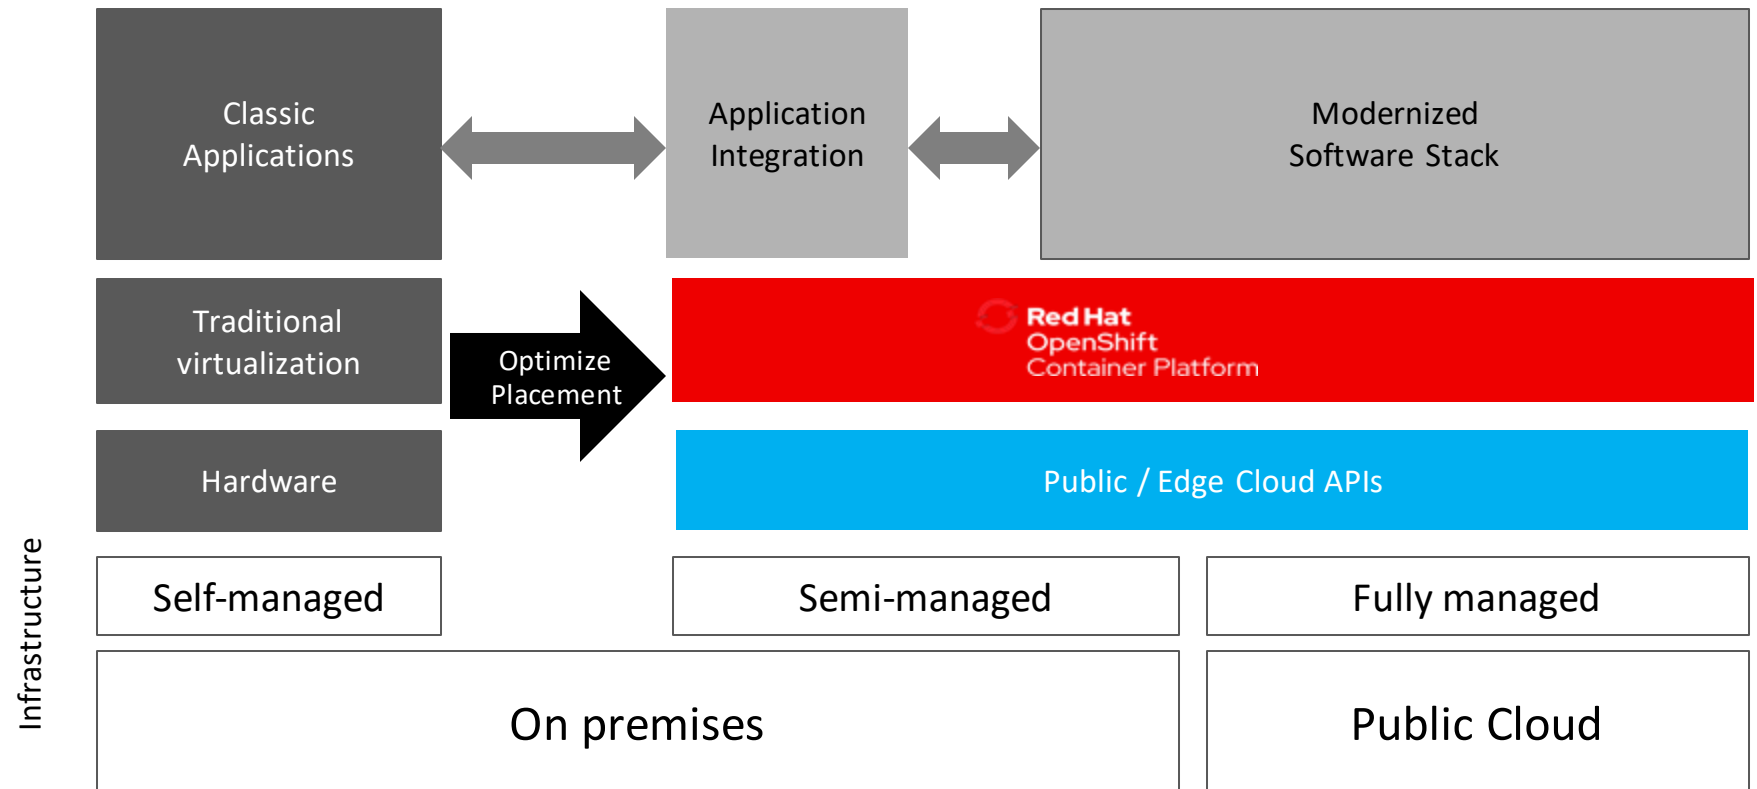 Classic
Applications
Application
Integration
Modernized
Software Stack
Traditional
virtualization
Optimize
Placement
Red Hat
OpenShift
Container Platform
Hardware
Public / Edge Cloud APIs
Infrastructure
Self-managed
Semi-managed
Fully managed
On premises
Public Cloud